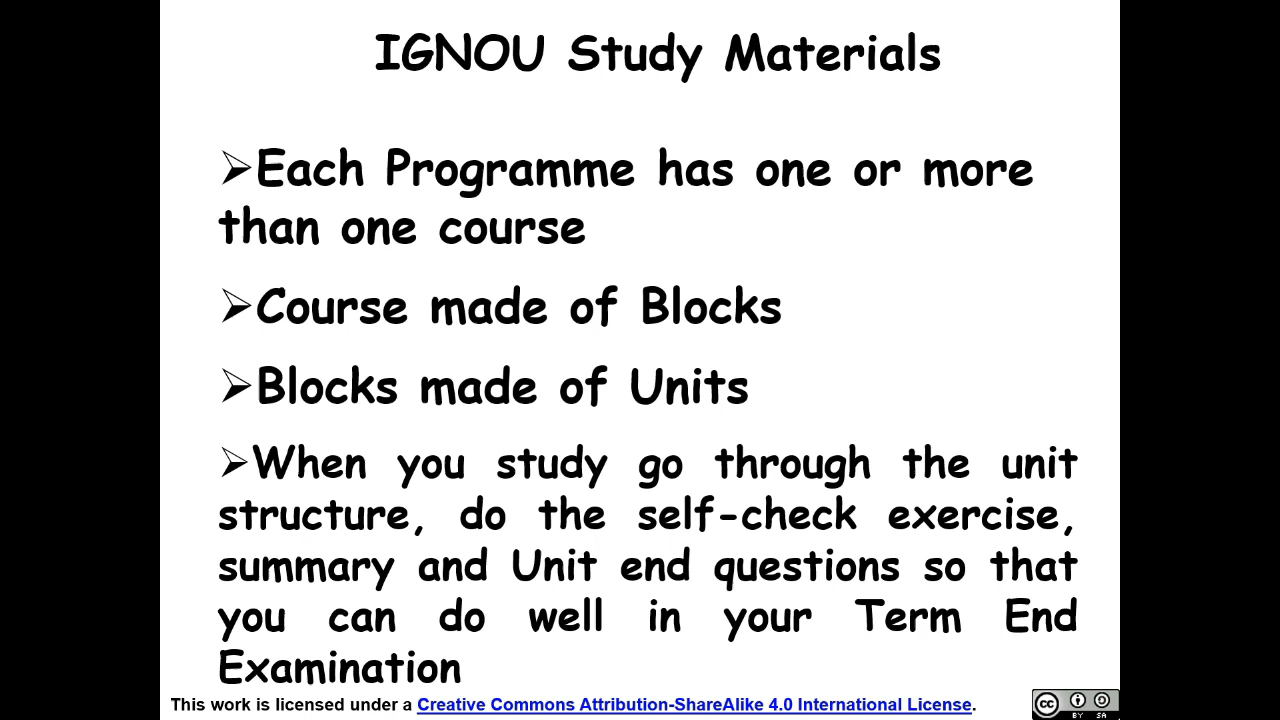 IGNOU Study Materials
➢Each Programme has one or more
than one course
➢Course made of Blocks
➢Blocks made of Units
➢When you study go through the unit
structure, do the self-check exercise,
summary and Unit end questions so that
you can do well in your Term End
Examination
This work is licensed under a Creative Commons Attribution-ShareAlike 4.0 International License.
cc BY SA